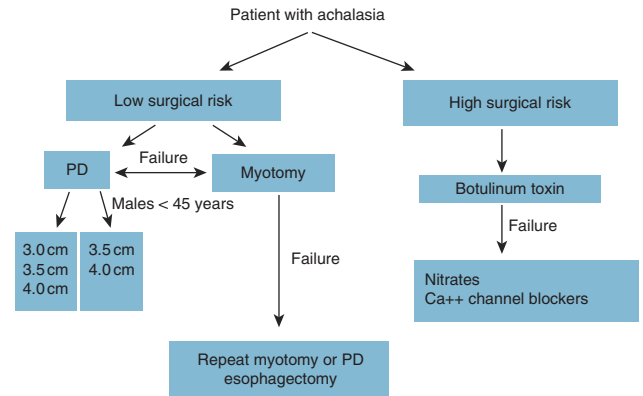 Patient with achalasia
Low surgical risk
High surgical risk
PD
Failure
Myotomy
Botulinum toxin
Males < 45 years
Failure
3.0 cm
3.5 cm
4.0 cm
3.5 cm
4.0 cm
Failure
Nitrates
Ca++ channel blockers
Repeat myotomy or PD
esophagectomy